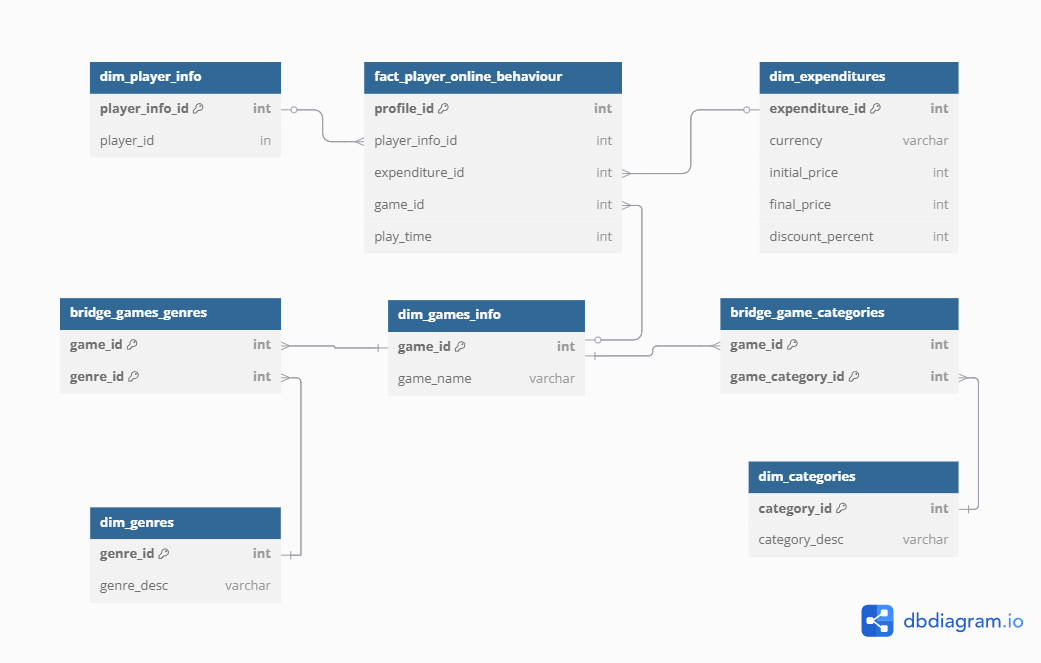 dim_player_info
player_info_id int
player_id in
fact_player_online_behaviour
profile_id int
player_info_id int
expenditure_id int
game_id int
play_time int
dim_expenditures
expenditure_id int
currency varchar
initial_price int
final_price int
discount_percent int
bridge_games_genres
game_id int
genre_id int
dim_games_info
game_id int
game_name varchar
bridge_game_categories
game_id int
game_category_id int
dim_genres
genre_id int
genre_desc varchar
dim_categories
category_id int
category_desc varchar
dbdiagram.io